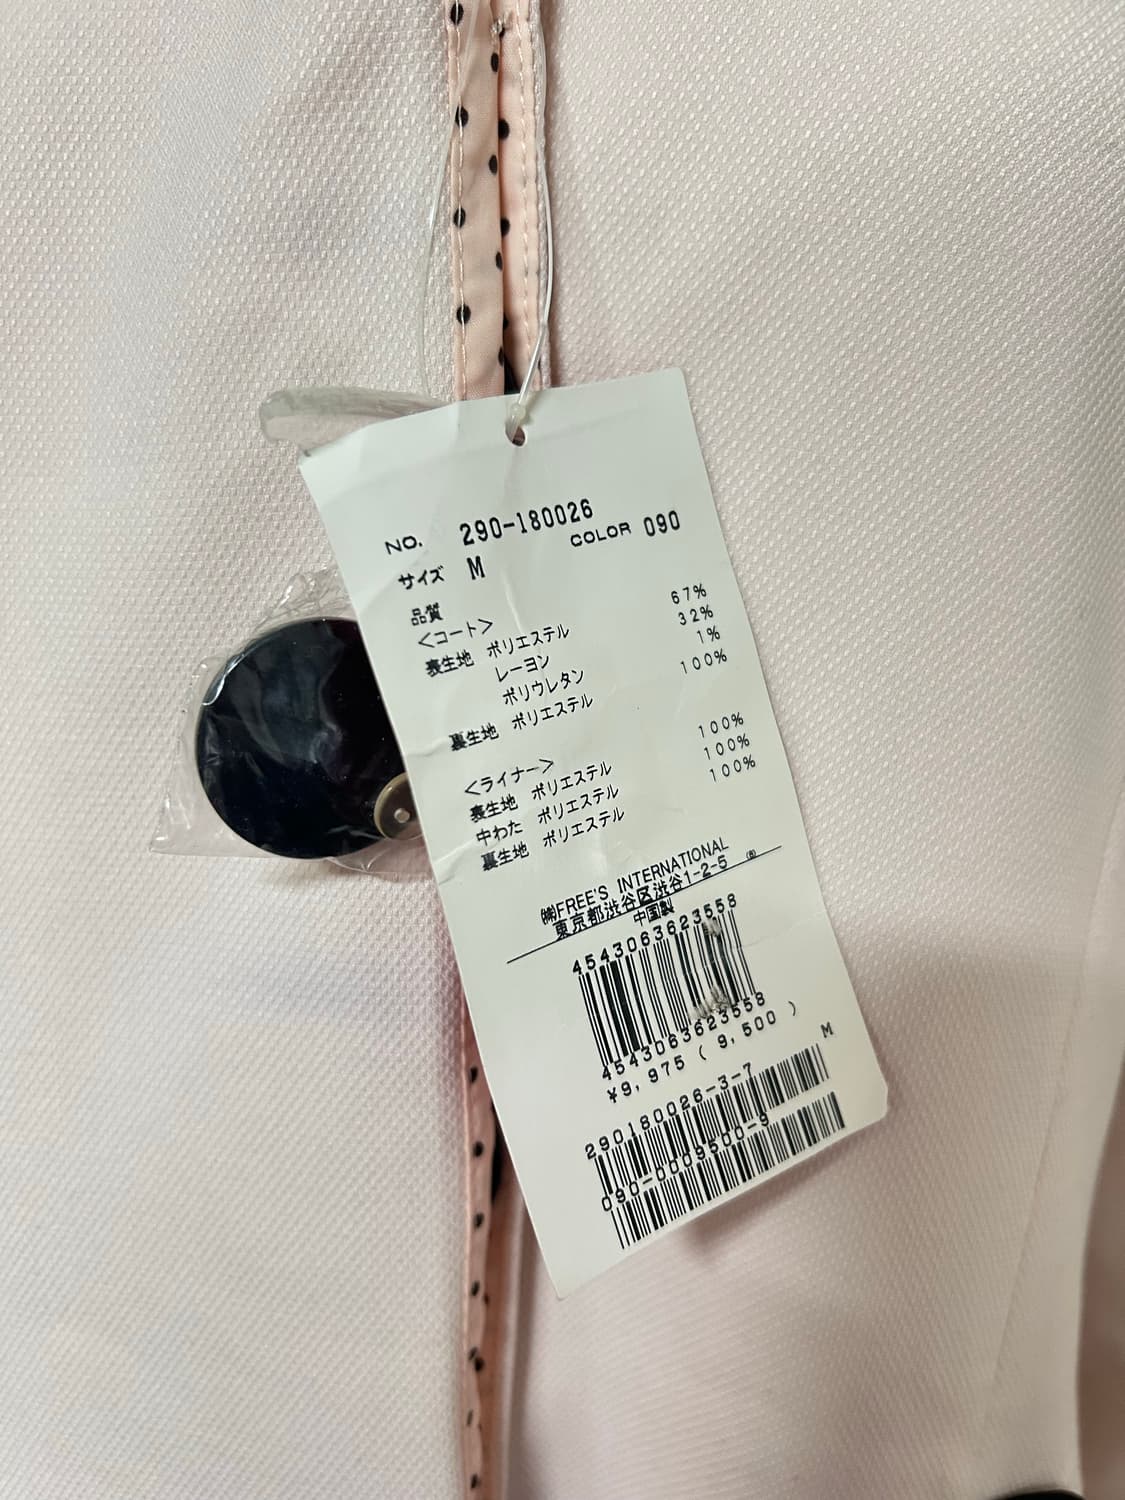 NO. 290-180026
サイズ M COLOR 090
品質
＜コート＞
表生地 ポリエステル 67%
レーヨン 32%
ポリウレタン 1%
裏生地 ポリエステル 100%
＜ライナー＞
表生地 ポリエステル 100%
中わた ポリエステル 100%
裏生地 ポリエステル 100%
㈱FREE'S INTERNATIONAL
東京都渋谷区渋谷1-2-5
中国製
4543063623558
4543063623558
¥9,975 ( 9,500 )
M
290180026-3-7
090-0009500-9